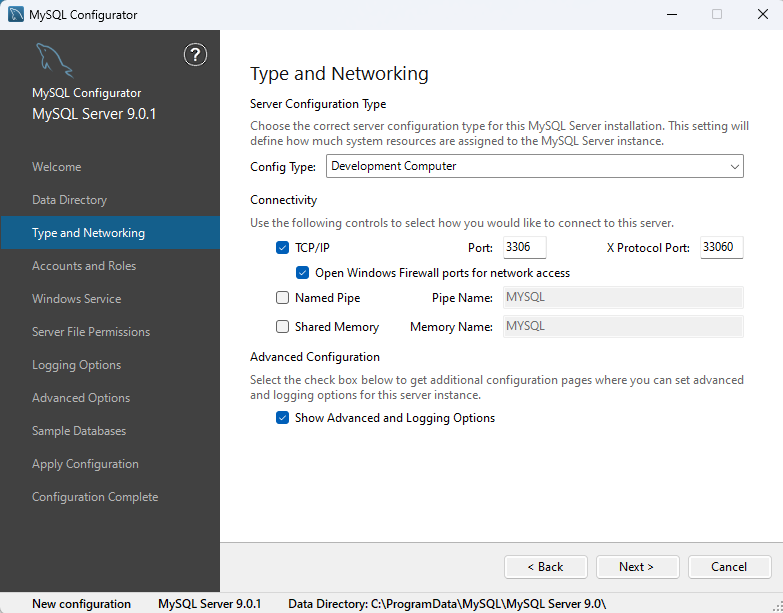 MySQL Configurator
?
MySQL Configurator
MySQL Server 9.0.1
Welcome
Data Directory
Type and Networking
Accounts and Roles
Windows Service
Server File Permissions
Logging Options
Advanced Options
Sample Databases
Apply Configuration
Configuration Complete
Type and Networking
Server Configuration Type
Choose the correct server configuration type for this MySQL Server installation. This setting will
define how much system resources are assigned to the MySQL Server instance.
Config Type: Development Computer
Connectivity
Use the following controls to select how you would like to connect to this server.
TCP/IP Port: 3306 X Protocol Port: 33060
Open Windows Firewall ports for network access
Named Pipe Pipe Name: MYSQL
Shared Memory Memory Name: MYSQL
Advanced Configuration
Select the check box below to get additional configuration pages where you can set advanced
and logging options for this server instance.
Show Advanced and Logging Options
< Back Next > Cancel
New configuration MySQL Server 9.0.1 Data Directory: C:\ProgramData\MySQL\MySQL Server 9.0\